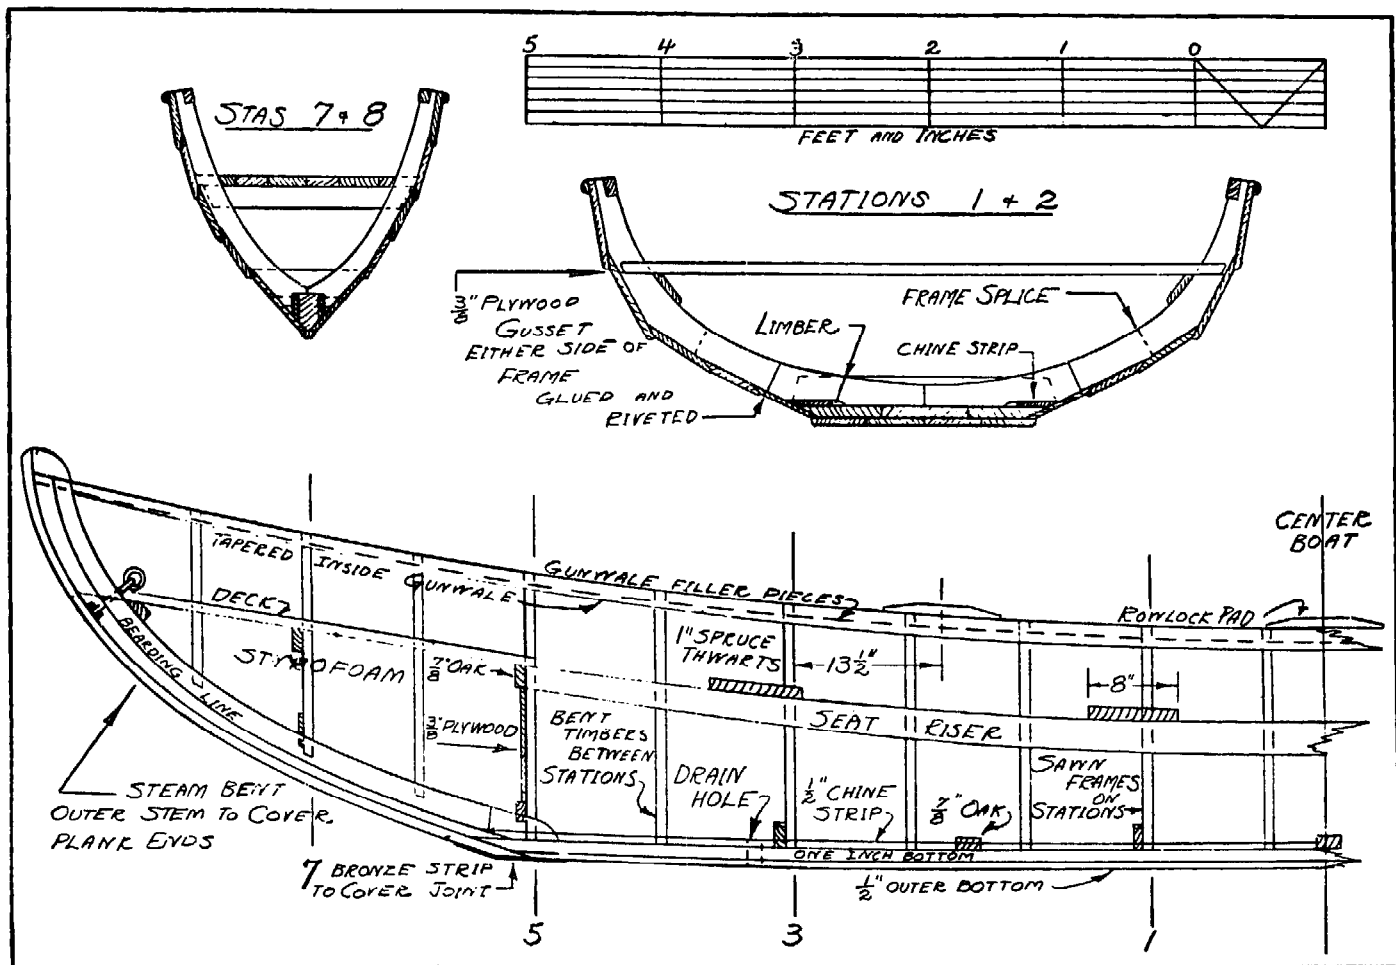 5 4 3 2 1 0
FEET AND INCHES
STAS 7 & 8
STATIONS 1 & 2
3/8" PLYWOOD
GUSSET
EITHER SIDE OF
FRAME
GLUED AND
RIVETED
LIMBER
FRAME SPLICE
CHINE STRIP
CENTER
BOAT
TAPERED INSIDE GUNWALE
GUNWALE FILLER PIECES
ROWLOCK PAD
DECK
BEARDING LINE
STYROFOAM
7/8" OAK
3/8" PLYWOOD
1" SPRUCE
THWARTS
13 1/2"
8"
SEAT RISER
BENT
TIMBERS
BETWEEN
STATIONS
DRAIN
HOLE
1/2" CHINE
STRIP
7/8" OAK
SAWN
FRAMES
ON
STATIONS
STEAM BENT
OUTER STEM TO COVER
PLANK ENDS
ONE INCH BOTTOM
7 BRONZE STRIP
TO COVER JOINT
1/2" OUTER BOTTOM
5 3 1